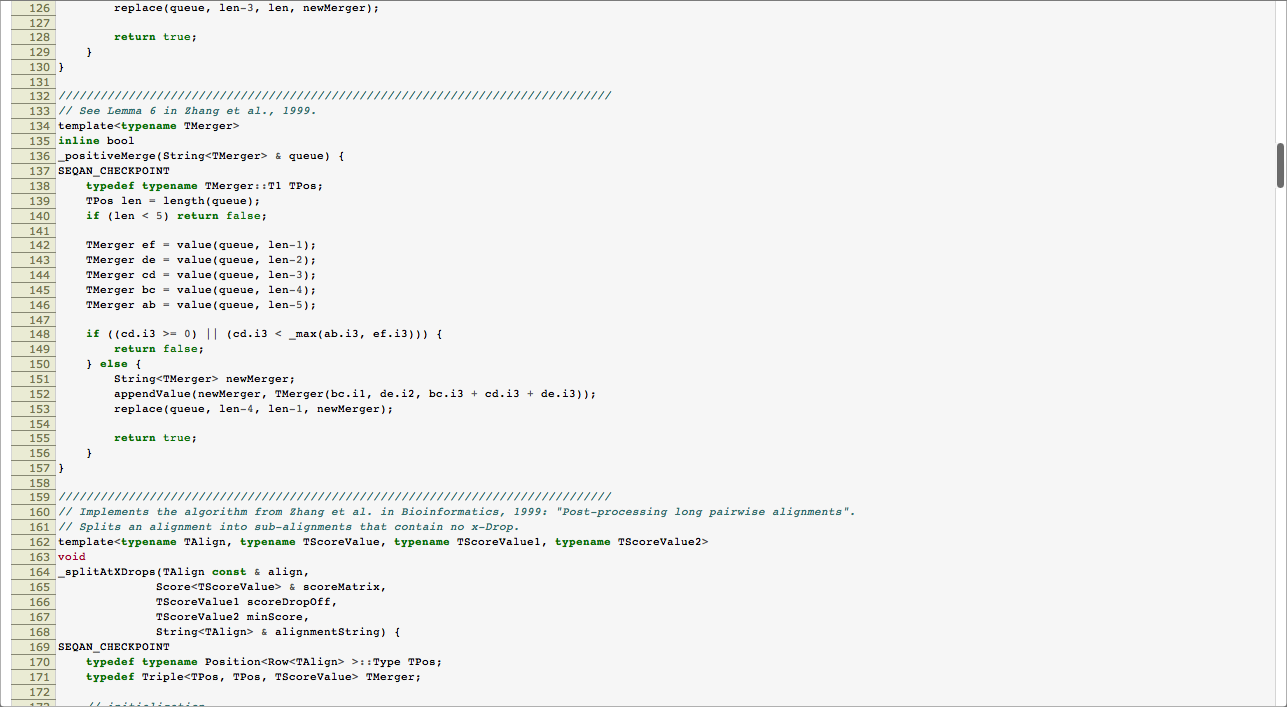 126 replace(queue, len-3, len, newMerger);
127
128 return true;
129 }
130 }
131
132 ///////////////////////////////////////////////////////////////////////////////
133 // See Lemma 6 in Zhang et al., 1999.
134 template<typename TMerger>
135 inline bool
136 _positiveMerge(String<TMerger> & queue) {
137 SEQAN_CHECKPOINT
138 typedef typename TMerger::T1 TPos;
139 TPos len = length(queue);
140 if (len < 5) return false;
141
142 TMerger ef = value(queue, len-1);
143 TMerger de = value(queue, len-2);
144 TMerger cd = value(queue, len-3);
145 TMerger bc = value(queue, len-4);
146 TMerger ab = value(queue, len-5);
147
148 if ((cd.i3 >= 0) || (cd.i3 < _max(ab.i3, ef.i3))) {
149 return false;
150 } else {
151 String<TMerger> newMerger;
152 appendValue(newMerger, TMerger(bc.i1, de.i2, bc.i3 + cd.i3 + de.i3));
153 replace(queue, len-4, len-1, newMerger);
154
155 return true;
156 }
157 }
158
159 ///////////////////////////////////////////////////////////////////////////////
160 // Implements the algorithm from Zhang et al. in Bioinformatics, 1999: "Post-processing long pairwise alignments".
161 // Splits an alignment into sub-alignments that contain no x-Drop.
162 template<typename TAlign, typename TScoreValue, typename TScoreValue1, typename TScoreValue2>
163 void
164 _splitAtXDrops(TAlign const & align,
165 Score<TScoreValue> & scoreMatrix,
166 TScoreValue1 scoreDropOff,
167 TScoreValue2 minScore,
168 String<TAlign> & alignmentString) {
169 SEQAN_CHECKPOINT
170 typedef typename Position<Row<TAlign> >::Type TPos;
171 typedef Triple<TPos, TPos, TScoreValue> TMerger;
172
173 // initialization